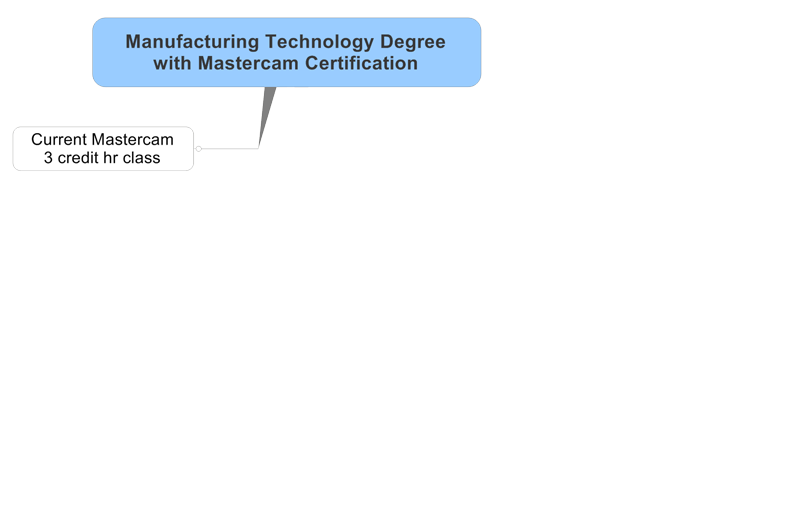 Manufacturing Technology Degree
with Mastercam Certification
Current Mastercam
3 credit hr class